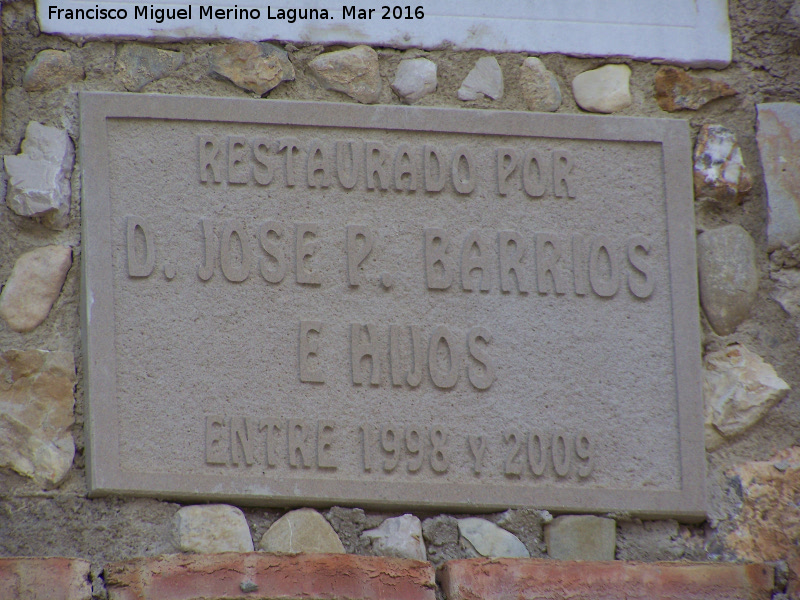 Francisco Miguel Merino Laguna. Mar 2016
RESTAURADO POR
D. JOSE P. BARRIOS
E HIJOS
ENTRE 1998 Y 2009